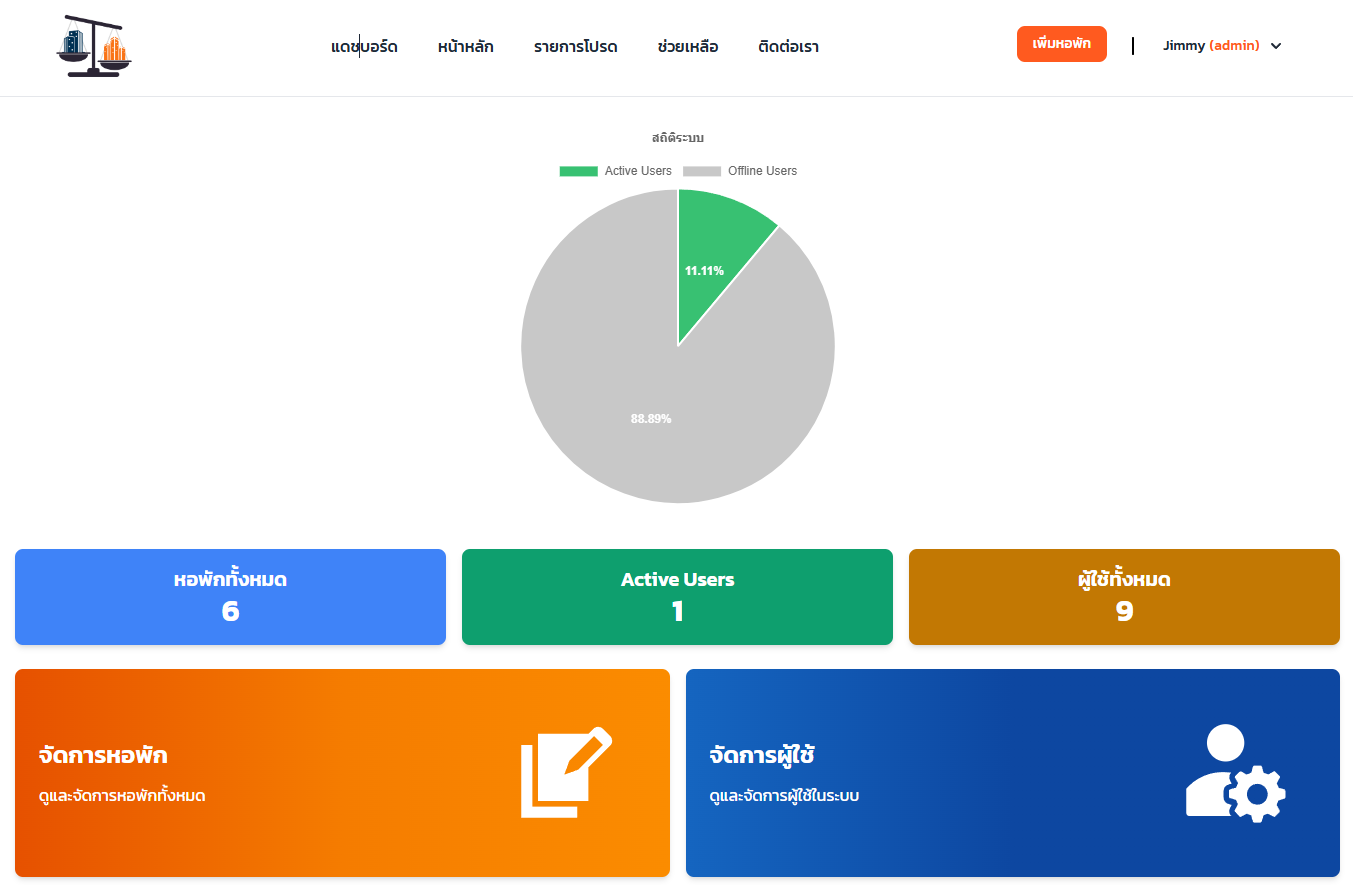 แดชบอร์ด หน้าหลัก รายการโปรด ช่วยเหลือ ติดต่อเรา เพิ่มหอพัก Jimmy (admin)
สถิติระบบ
Active Users Offline Users
11.11%
88.89%
หอพักทั้งหมด
6
Active Users
1
ผู้ใช้ทั้งหมด
9
จัดการหอพัก
ดูและจัดการหอพักทั้งหมด
จัดการผู้ใช้
ดูและจัดการผู้ใช้ในระบบ